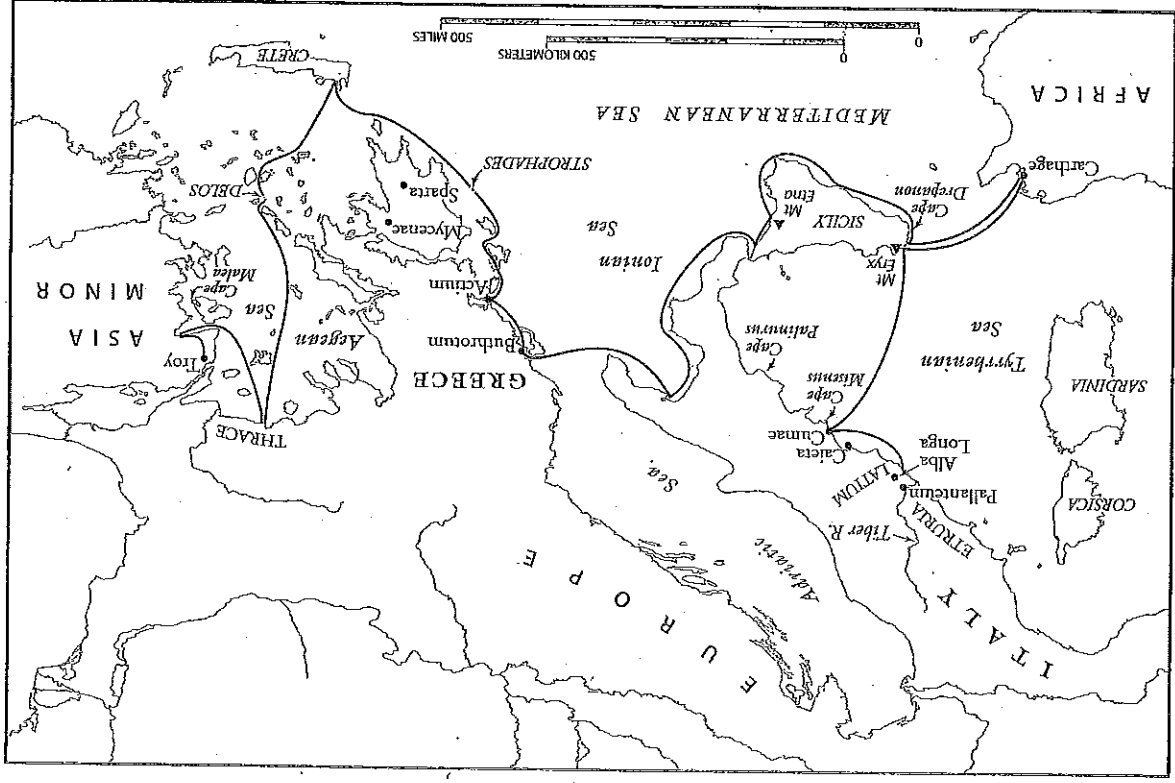 ITALY
EUROPE
Adriatic
Sea
Tiber R.
ETRURIA
CORSICA
Pallanteum
LATIUM
Alba
Longa
Caieta
Cumae
THRACE
Cape
Misenus
SARDINIA
GREECE
Troy
Buthrotum
Tyrrhenian
Sea
Cape
Palinurus
Aegean
Sea
ASIA
MINOR
Actium
Cape
Malea
Mt
Eryx
Ionian
Sea
Mycenae
SICILY
Mt
Etna
Sparta
DELOS
Cape
Drepanon
Carthage
STROPHADES
AFRICA
MEDITERRANEAN SEA
CRETE
0
500 KILOMETERS
0
500 MILES